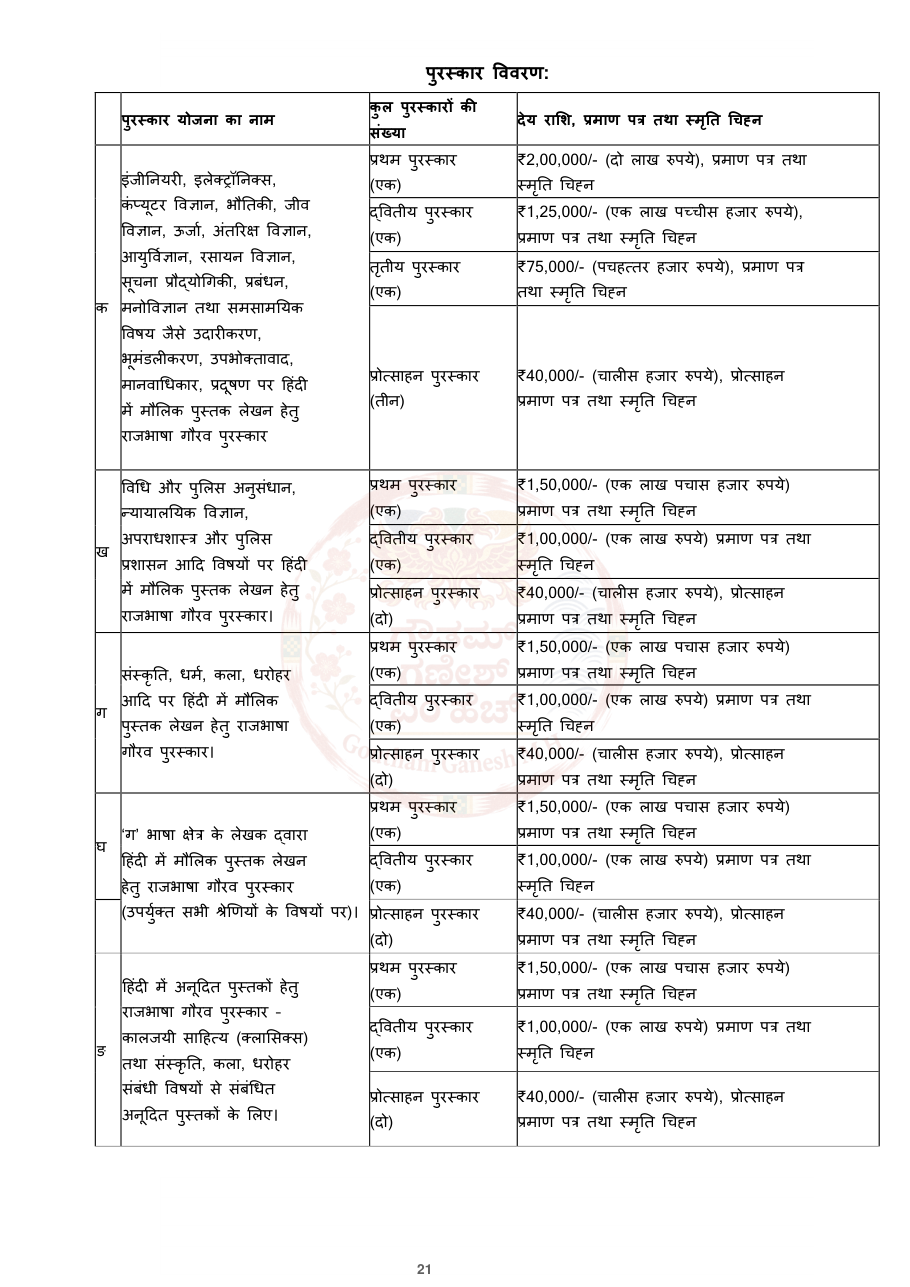 पुरस्कार विवरण:
पुरस्कार योजना का नाम
कुल पुरस्कारों की
संख्या
देय राशि, प्रमाण पत्र तथा स्मृति चिह्न
क
इंजीनियरी, इलेक्ट्रॉनिक्स,
कंप्यूटर विज्ञान, भौतिकी, जीव
विज्ञान, ऊर्जा, अंतरिक्ष विज्ञान,
आयुर्विज्ञान, रसायन विज्ञान,
सूचना प्रौद्योगिकी, प्रबंधन,
मनोविज्ञान तथा समसामयिक
विषय जैसे उदारीकरण,
भूमंडलीकरण, उपभोक्तावाद,
मानवाधिकार, प्रदूषण पर हिंदी
में मौलिक पुस्तक लेखन हेतु
राजभाषा गौरव पुरस्कार
प्रथम पुरस्कार
(एक)
₹2,00,000/- (दो लाख रुपये), प्रमाण पत्र तथा
स्मृति चिह्न
द्वितीय पुरस्कार
(एक)
₹1,25,000/- (एक लाख पच्चीस हजार रुपये),
प्रमाण पत्र तथा स्मृति चिह्न
तृतीय पुरस्कार
(एक)
₹75,000/- (पचहत्तर हजार रुपये), प्रमाण पत्र
तथा स्मृति चिह्न
प्रोत्साहन पुरस्कार
(तीन)
₹40,000/- (चालीस हजार रुपये), प्रोत्साहन
प्रमाण पत्र तथा स्मृति चिह्न
ख
विधि और पुलिस अनुसंधान,
न्यायालयिक विज्ञान,
अपराधशास्त्र और पुलिस
प्रशासन आदि विषयों पर हिंदी
में मौलिक पुस्तक लेखन हेतु
राजभाषा गौरव पुरस्कार।
प्रथम पुरस्कार
(एक)
₹1,50,000/- (एक लाख पचास हजार रुपये)
प्रमाण पत्र तथा स्मृति चिह्न
द्वितीय पुरस्कार
(एक)
₹1,00,000/- (एक लाख रुपये) प्रमाण पत्र तथा
स्मृति चिह्न
प्रोत्साहन पुरस्कार
(दो)
₹40,000/- (चालीस हजार रुपये), प्रोत्साहन
प्रमाण पत्र तथा स्मृति चिह्न
ग
संस्कृति, धर्म, कला, धरोहर
आदि पर हिंदी में मौलिक
पुस्तक लेखन हेतु राजभाषा
गौरव पुरस्कार।
प्रथम पुरस्कार
(एक)
₹1,50,000/- (एक लाख पचास हजार रुपये)
प्रमाण पत्र तथा स्मृति चिह्न
द्वितीय पुरस्कार
(एक)
₹1,00,000/- (एक लाख रुपये) प्रमाण पत्र तथा
स्मृति चिह्न
प्रोत्साहन पुरस्कार
(दो)
₹40,000/- (चालीस हजार रुपये), प्रोत्साहन
प्रमाण पत्र तथा स्मृति चिह्न
घ
'ग' भाषा क्षेत्र के लेखक द्वारा
हिंदी में मौलिक पुस्तक लेखन
हेतु राजभाषा गौरव पुरस्कार
(उपर्युक्त सभी श्रेणियों के विषयों पर)।
प्रथम पुरस्कार
(एक)
₹1,50,000/- (एक लाख पचास हजार रुपये)
प्रमाण पत्र तथा स्मृति चिह्न
द्वितीय पुरस्कार
(एक)
₹1,00,000/- (एक लाख रुपये) प्रमाण पत्र तथा
स्मृति चिह्न
प्रोत्साहन पुरस्कार
(दो)
₹40,000/- (चालीस हजार रुपये), प्रोत्साहन
प्रमाण पत्र तथा स्मृति चिह्न
ङ
हिंदी में अनूदित पुस्तकों हेतु
राजभाषा गौरव पुरस्कार –
कालजयी साहित्य (क्लासिक्स)
तथा संस्कृति, कला, धरोहर
संबंधी विषयों से संबंधित
अनूदित पुस्तकों के लिए।
प्रथम पुरस्कार
(एक)
₹1,50,000/- (एक लाख पचास हजार रुपये)
प्रमाण पत्र तथा स्मृति चिह्न
द्वितीय पुरस्कार
(एक)
₹1,00,000/- (एक लाख रुपये) प्रमाण पत्र तथा
स्मृति चिह्न
प्रोत्साहन पुरस्कार
(दो)
₹40,000/- (चालीस हजार रुपये), प्रोत्साहन
प्रमाण पत्र तथा स्मृति चिह्न
ಗೌತಮ್
ಗಣೇಶ್
21